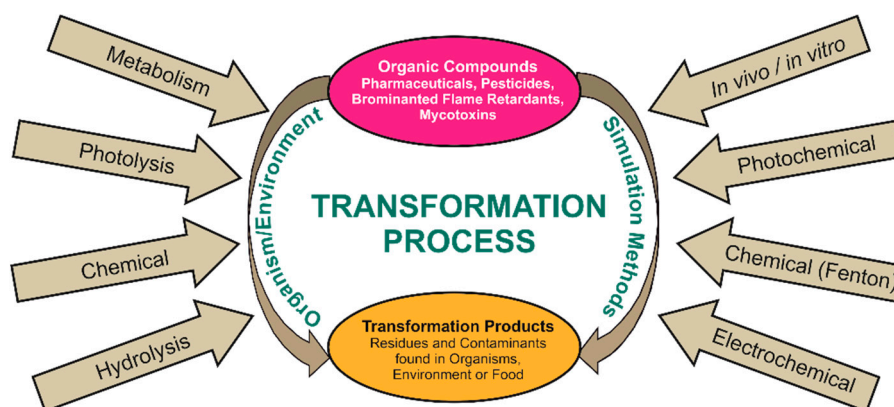 Metabolism
Photolysis
Chemical
Hydrolysis
Organism/Environment
Organic Compounds
Pharmaceuticals, Pesticides,
Brominanted Flame Retardants,
Mycotoxins
TRANSFORMATION
PROCESS
Transformation Products
Residues and Contaminants
found in Organisms,
Environment or Food
Simulation Methods
In vivo / in vitro
Photochemical
Chemical (Fenton)
Electrochemical